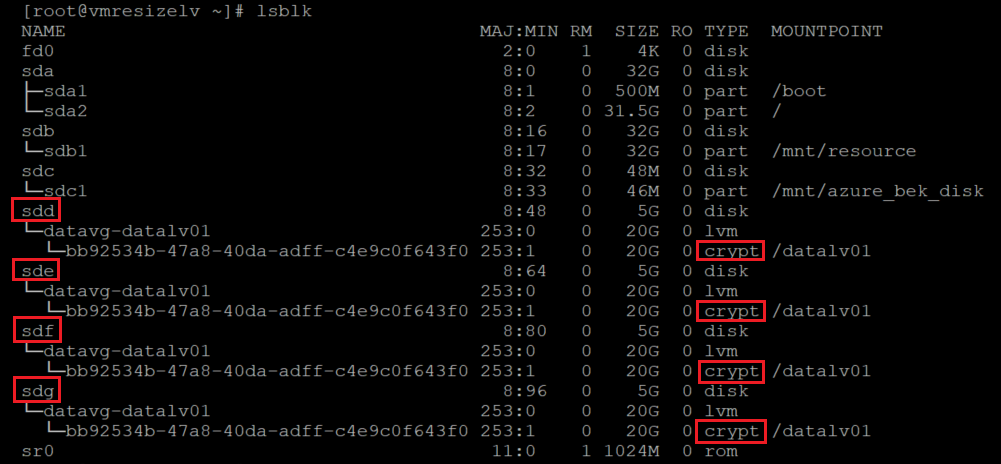 [root@vmresizelv ~]# lsblk
NAME MAJ:MIN RM SIZE RO TYPE MOUNTPOINT
fd0 2:0 1 4K 0 disk
sda 8:0 0 32G 0 disk
├─sda1 8:1 0 500M 0 part /boot
└─sda2 8:2 0 31.5G 0 part /
sdb 8:16 0 32G 0 disk
└─sdb1 8:17 0 32G 0 part /mnt/resource
sdc 8:32 0 48M 0 disk
└─sdc1 8:33 0 46M 0 part /mnt/azure_bek_disk
sdd 8:48 0 5G 0 disk
└─datavg-datalv01 253:0 0 20G 0 lvm
└─bb92534b-47a8-40da-adff-c4e9c0f643f0 253:1 0 20G 0 crypt /datalv01
sde 8:64 0 5G 0 disk
└─datavg-datalv01 253:0 0 20G 0 lvm
└─bb92534b-47a8-40da-adff-c4e9c0f643f0 253:1 0 20G 0 crypt /datalv01
sdf 8:80 0 5G 0 disk
└─datavg-datalv01 253:0 0 20G 0 lvm
└─bb92534b-47a8-40da-adff-c4e9c0f643f0 253:1 0 20G 0 crypt /datalv01
sdg 8:96 0 5G 0 disk
└─datavg-datalv01 253:0 0 20G 0 lvm
└─bb92534b-47a8-40da-adff-c4e9c0f643f0 253:1 0 20G 0 crypt /datalv01
sr0 11:0 1 1024M 0 rom